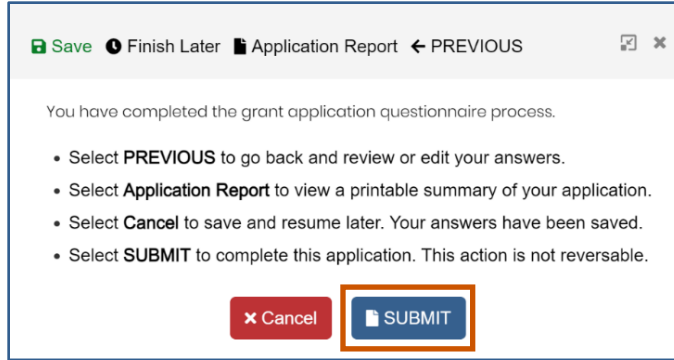 Save Finish Later Application Report PREVIOUS
You have completed the grant application questionnaire process.
• Select PREVIOUS to go back and review or edit your answers.
• Select Application Report to view a printable summary of your application.
• Select Cancel to save and resume later. Your answers have been saved.
• Select SUBMIT to complete this application. This action is not reversable.
Cancel SUBMIT